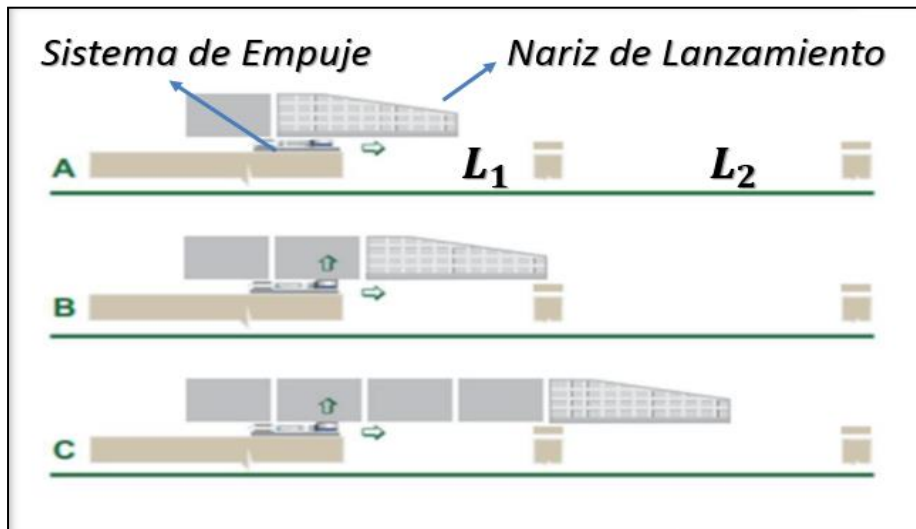 Sistema de Empuje
Nariz de Lanzamiento
A
L₁
L₂
B
C